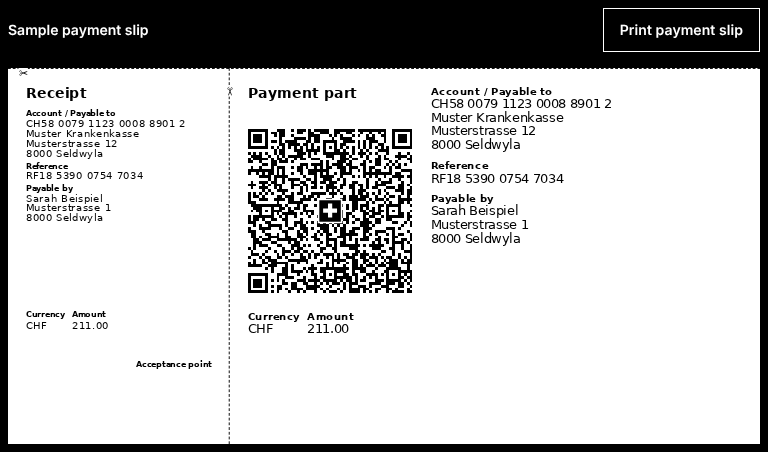 Sample payment slip
Print payment slip
Receipt
Account / Payable to
CH58 0079 1123 0008 8901 2
Muster Krankenkasse
Musterstrasse 12
8000 Seldwyla
Reference
RF18 5390 0754 7034
Payable by
Sarah Beispiel
Musterstrasse 1
8000 Seldwyla
Currency Amount
CHF 211.00
Acceptance point
Payment part
Currency Amount
CHF 211.00
Account / Payable to
CH58 0079 1123 0008 8901 2
Muster Krankenkasse
Musterstrasse 12
8000 Seldwyla
Reference
RF18 5390 0754 7034
Payable by
Sarah Beispiel
Musterstrasse 1
8000 Seldwyla